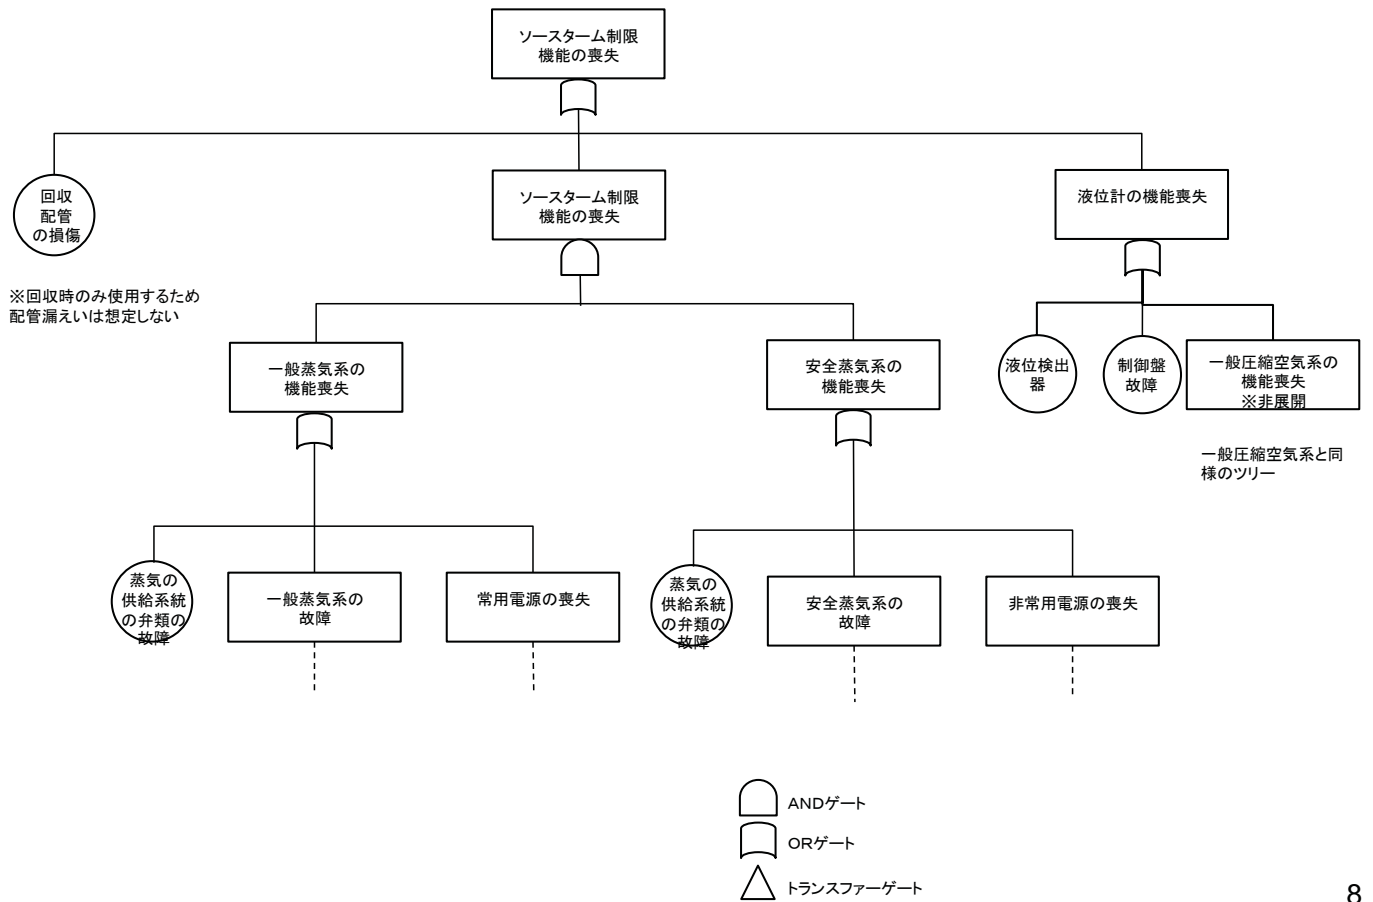 ソースターム制限
機能の喪失
回収
配管
の損傷
ソースターム制限
機能の喪失
液位計の機能喪失
※回収時のみ使用するため
配管漏えいは想定しない
一般蒸気系の
機能喪失
安全蒸気系の
機能喪失
液位検出
器
制御盤
故障
一般圧縮空気系の
機能喪失
※非展開
一般圧縮空気系と同
様のツリー
蒸気の
供給系統
の弁類の
故障
一般蒸気系の
故障
常用電源の喪失
蒸気の
供給系統
の弁類の
故障
安全蒸気系の
故障
非常用電源の喪失
ANDゲート
ORゲート
トランスファーゲート
8